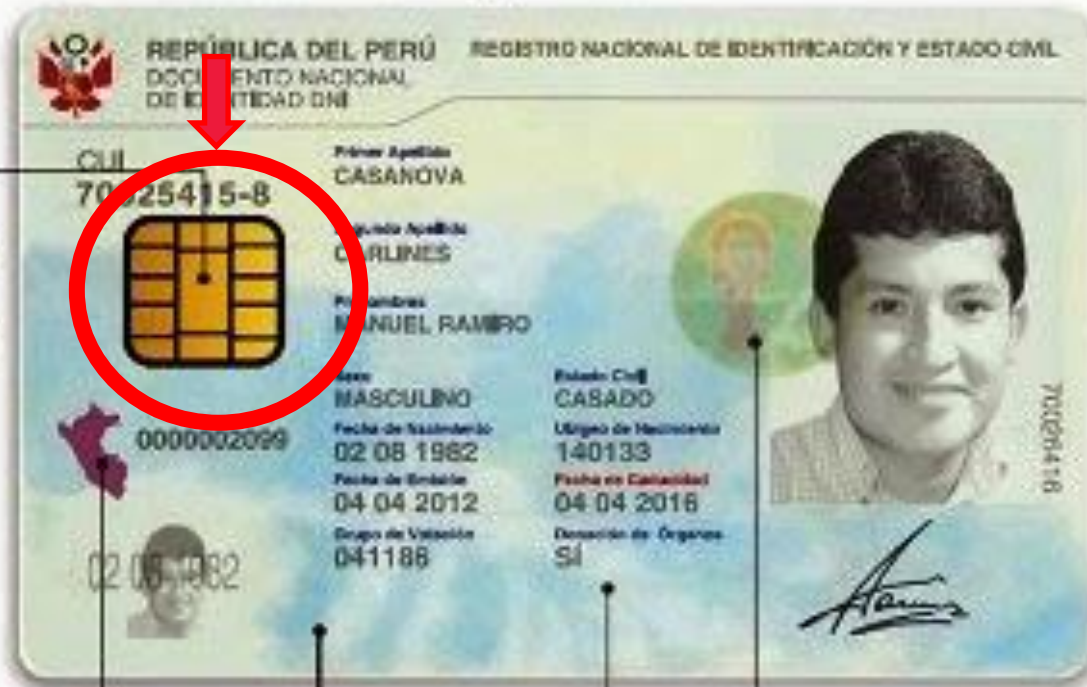 REPÚBLICA DEL PERÚ
REGISTRO NACIONAL DE IDENTIFICACIÓN Y ESTADO CIVIL
DOCUMENTO NACIONAL
DE IDENTIDAD DNI
CUI
70025415-8
Primer Apellido
CASANOVA
Segundo Apellido
CARLINES
Prenombres
MANUEL RAMIRO
Sexo
MASCULINO
Estado Civil
CASADO
Fecha de Nacimiento
02 08 1982
Ubigeo de Nacimiento
140133
0000002099
Fecha de Emisión
04 04 2012
Fecha de Caducidad
04 04 2016
Grupo de Votación
041186
Donación de Órganos
SÍ
02 08 1982